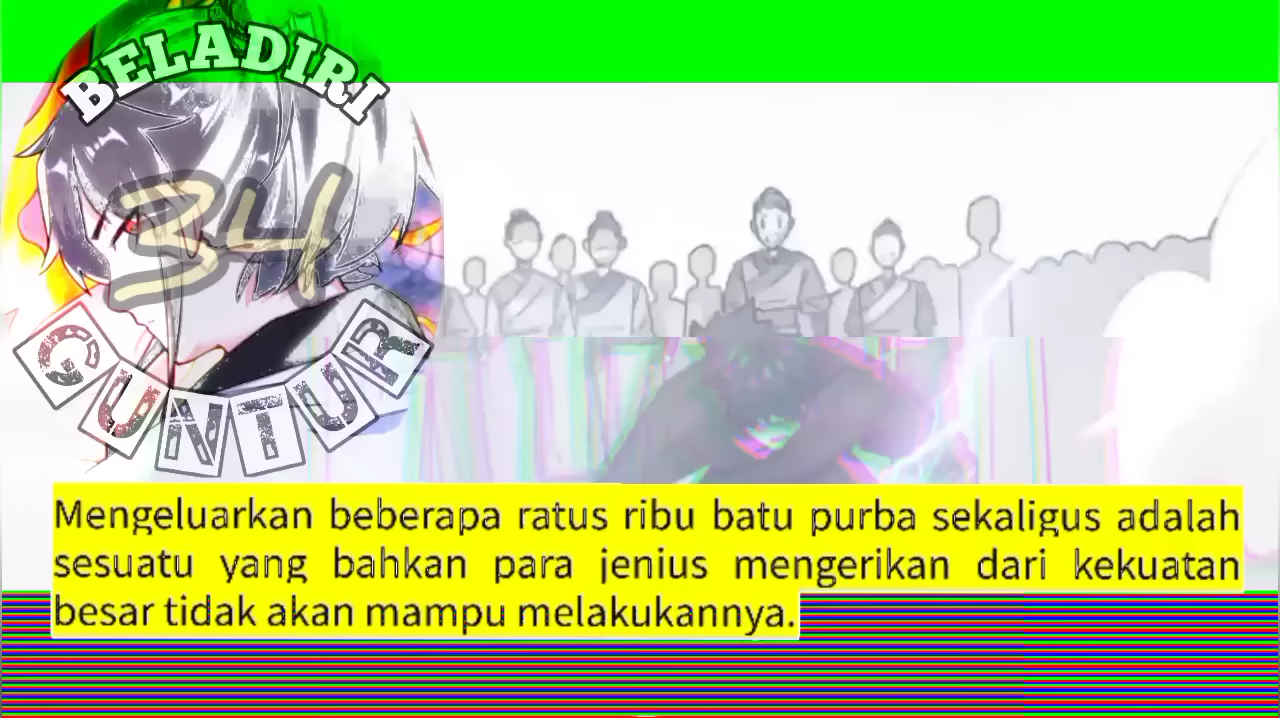 BELADIRI
34
GUNTUR
Mengeluarkan beberapa ratus ribu batu purba sekaligus adalah
sesuatu yang bahkan para jenius mengerikan dari kekuatan
besar tidak akan mampu melakukannya.